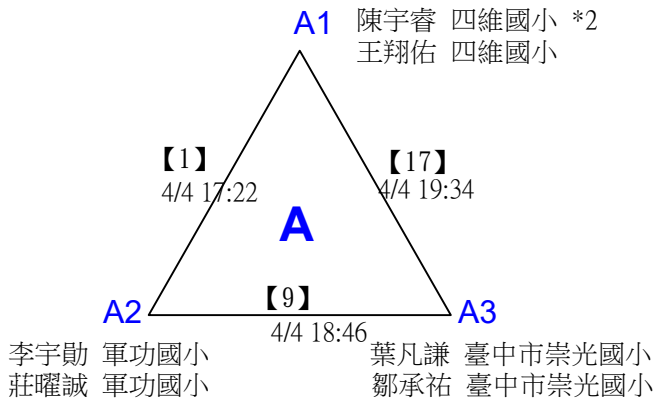 A1 陳宇睿 四維國小 *2
王翔佑 四維國小
【1】
4/4 17:22
【17】
4/4 19:34
A
【9】
4/4 18:46
A2
A3
李宇勛 軍功國小
莊曜誠 軍功國小
葉凡謙 臺中市崇光國小
鄒承祐 臺中市崇光國小